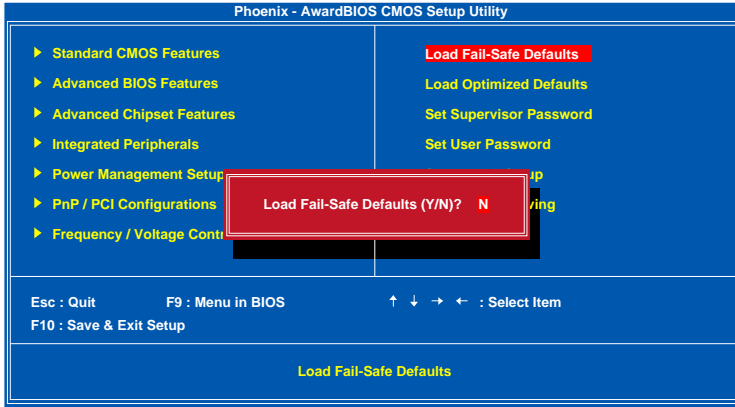 Phoenix - AwardBIOS CMOS Setup Utility
Standard CMOS Features
Advanced BIOS Features
Advanced Chipset Features
Integrated Peripherals
Power Management Setup
PnP / PCI Configurations
Frequency / Voltage
Load Fail-Safe Defaults
Load Optimized Defaults
Set Supervisor Password
Set User Password
Load Fail-Safe Defaults (Y/N)? N
Esc : Quit F9 : Menu in BIOS ↑ ↓ → ← : Select Item
F10 : Save & Exit Setup
Load Fail-Safe Defaults